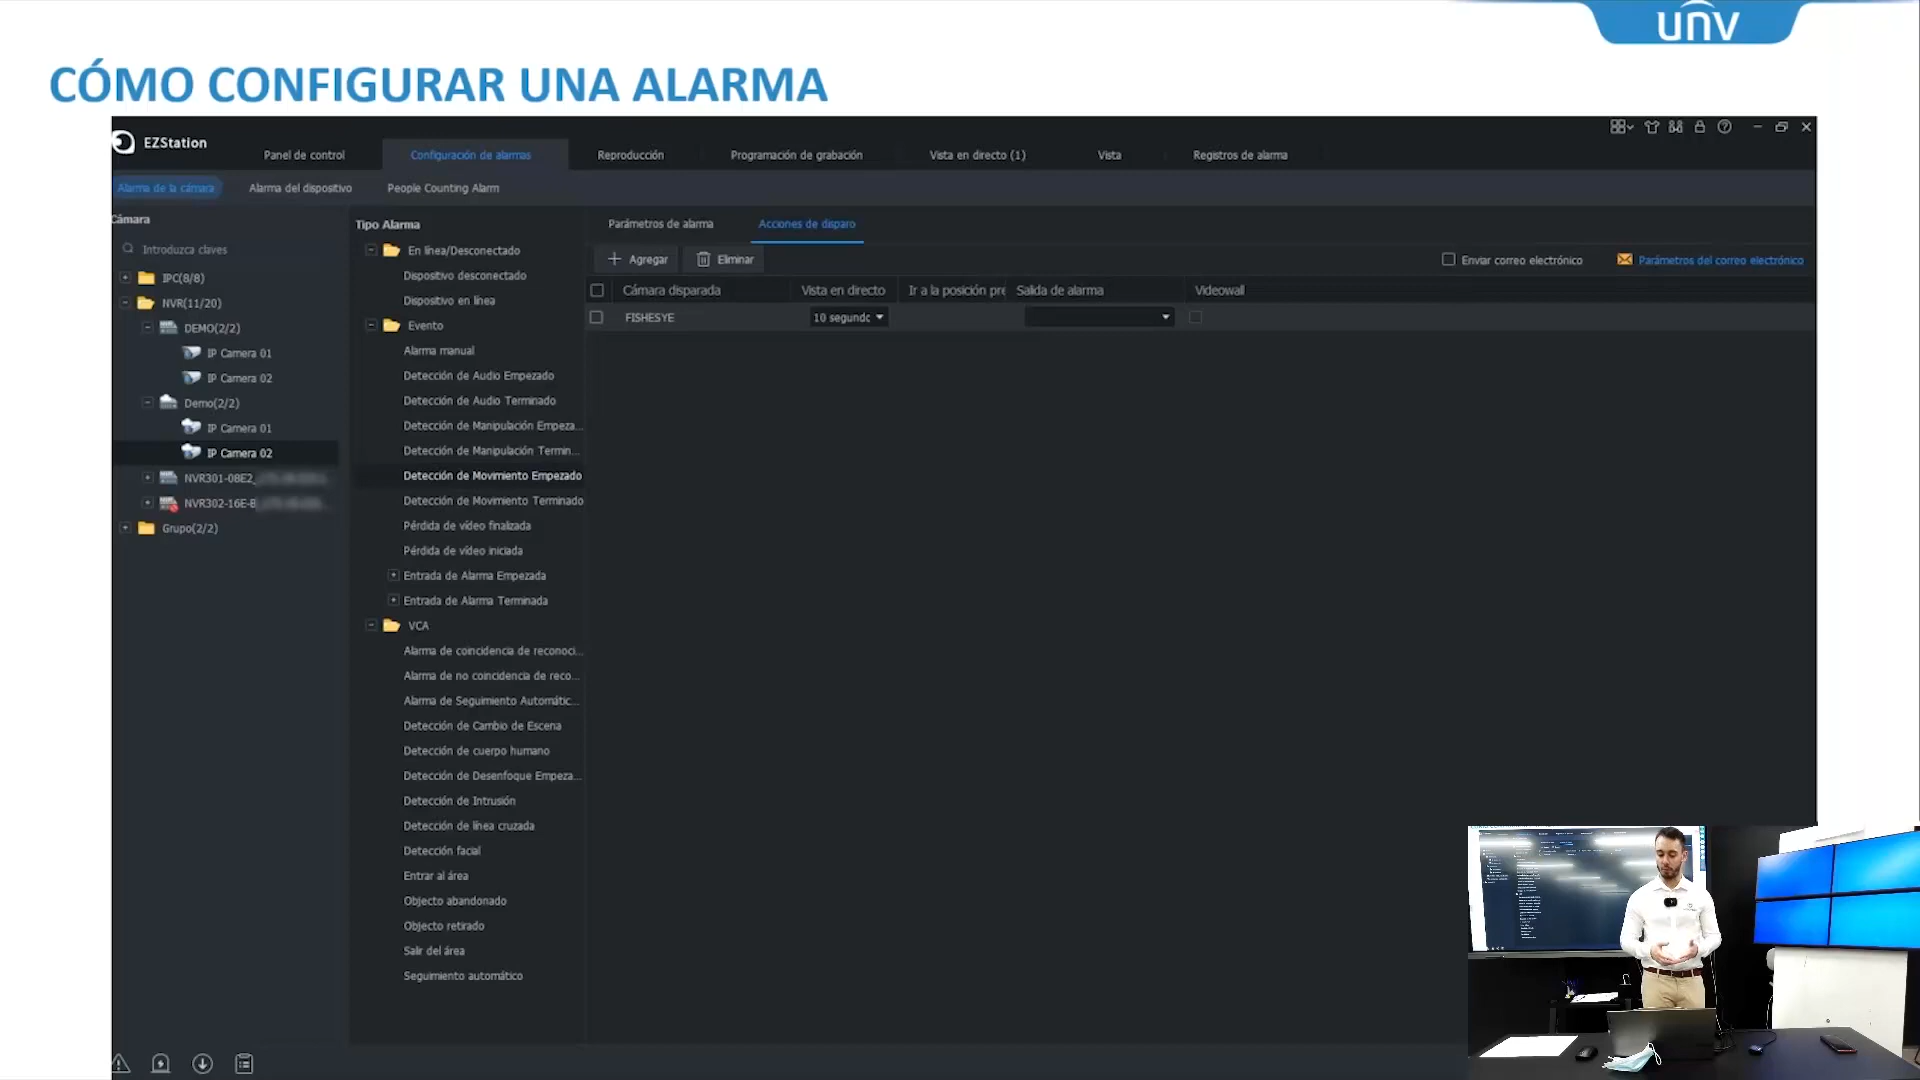 unv
CÓMO CONFIGURAR UNA ALARMA
EZStation
Panel de control
Configuración de alarmas
Reproducción
Programación de grabación
Vista en directo (1)
Vista
Registros de alarma
Alarma de la cámara
Alarma del dispositivo
People Counting Alarm
Cámara
Introduzca claves
IPC(8/8)
NVR(11/20)
DEMO(2/2)
IP Camera 01
IP Camera 02
Demo(2/2)
IP Camera 01
IP Camera 02
NVR301-08E2_
NVR302-16E-B_
Grupo(2/2)
Tipo Alarma
En línea/Desconectado
Dispositivo desconectado
Dispositivo en línea
Evento
Alarma manual
Detección de Audio Empezado
Detección de Audio Terminado
Detección de Manipulación Empeza...
Detección de Manipulación Termin...
Detección de Movimiento Empezado
Detección de Movimiento Terminado
Pérdida de vídeo finalizada
Pérdida de vídeo iniciada
Entrada de Alarma Empezada
Entrada de Alarma Terminada
VCA
Alarma de coincidencia de reconoci...
Alarma de no coincidencia de reco...
Alarma de Seguimiento Automátic...
Detección de Cambio de Escena
Detección de cuerpo humano
Detección de Desenfoque Empeza...
Detección de Intrusión
Detección de línea cruzada
Detección facial
Entrar al área
Objecto abandonado
Objecto retirado
Salir del área
Seguimiento automático
Parámetros de alarma
Acciones de disparo
Agregar
Eliminar
Enviar correo electrónico
Parámetros del correo electrónico
Cámara disparada
Vista en directo
Ir a la posición pre
Salida de alarma
Videowall
FISHESYE
10 segundc